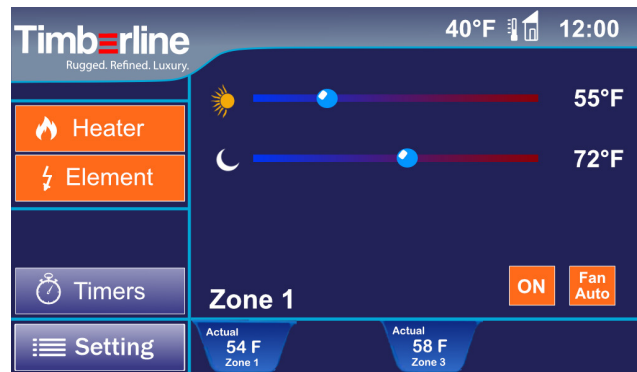 Timberline
Rugged. Refined. Luxury.
40°F 12:00
55°F
Heater
72°F
Element
Timers
Zone 1
ON
Fan
Auto
Setting
Actual
54 F
Zone 1
Actual
58 F
Zone 3